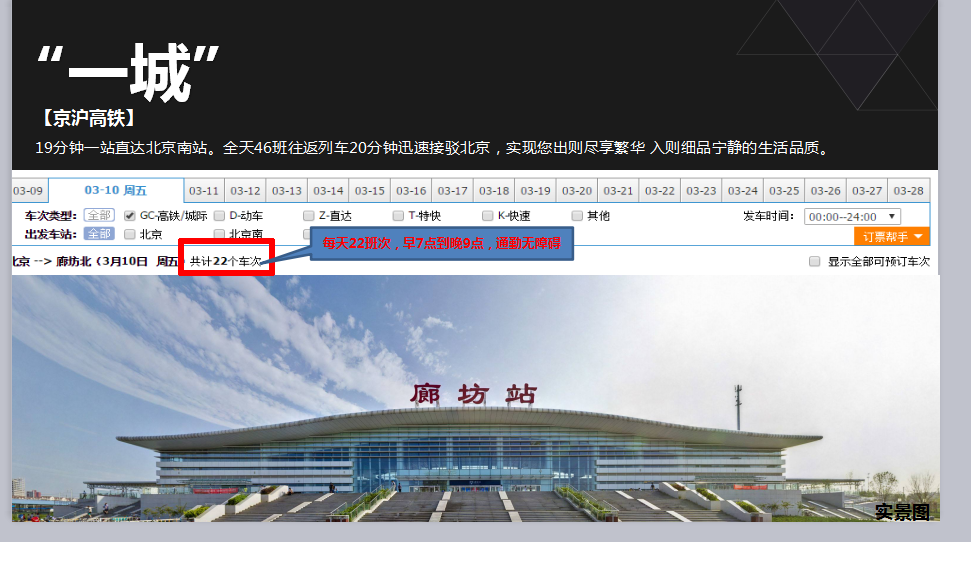 “一城”
【京沪高铁】
19分钟一站直达北京南站。全天46班往返列车20分钟迅速接驳北京，实现您出则尽享繁华 入则细品宁静的生活品质。
03-09 03-10 周五 03-11 03-12 03-13 03-14 03-15 03-16 03-17 03-18 03-19 03-20 03-21 03-22 03-23 03-24 03-25 03-26 03-27 03-28
车次类型： 全部 GC-高铁/城际 D-动车 Z-直达 T-特快 K-快速 其他 发车时间： 00:00--24:00
出发车站： 全部 北京 北京南
订票帮手
每天22班次，早7点到晚9点，通勤无障碍
北京 --> 廊坊北（3月10日 周五 共计22个车次 显示全部可预订车次
廊坊站
实景图